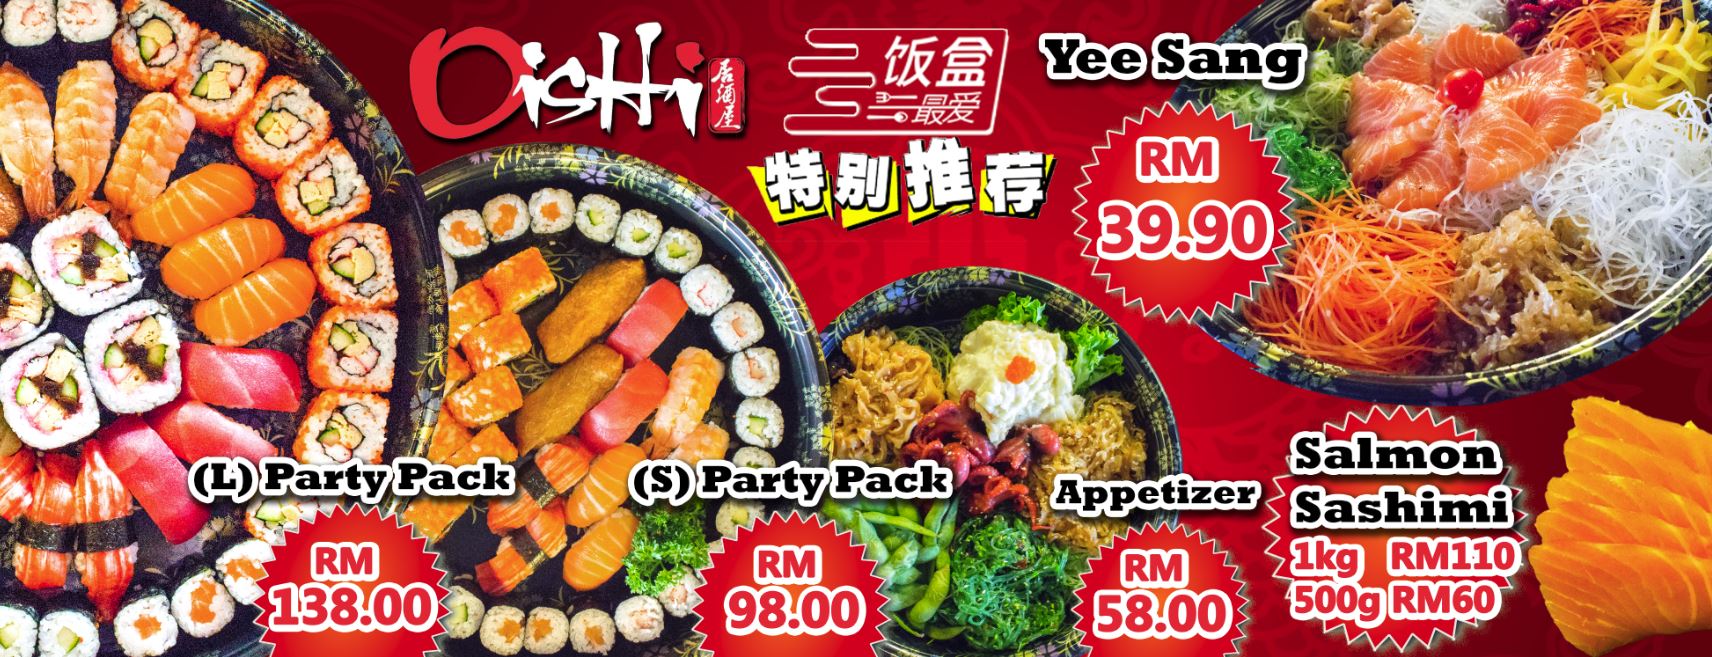 OisHi
居酒屋
饭盒
最爱
特别推荐
Yee Sang
RM
39.90
(L) Party Pack
RM
138.00
(S) Party Pack
RM
98.00
Appetizer
RM
58.00
Salmon
Sashimi
1kg RM110
500g RM60